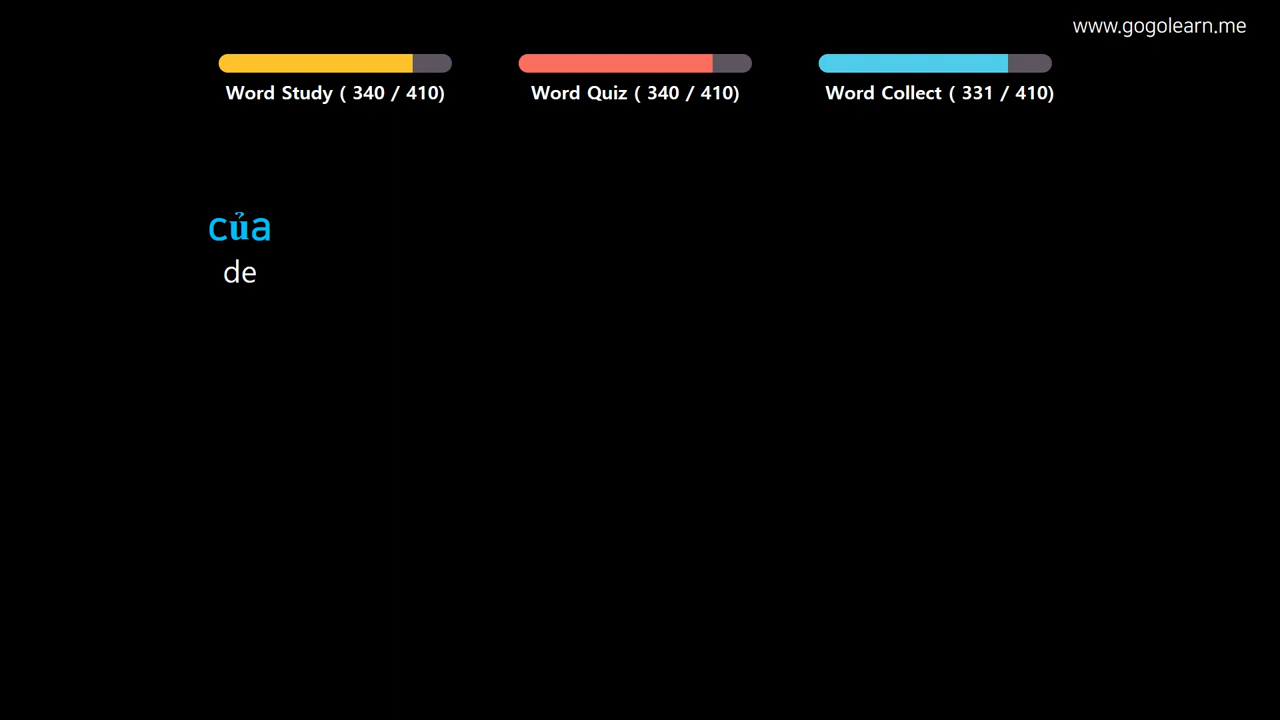 www.gogolearn.me
Word Study ( 340 / 410)
Word Quiz ( 340 / 410)
Word Collect ( 331 / 410)
của
de